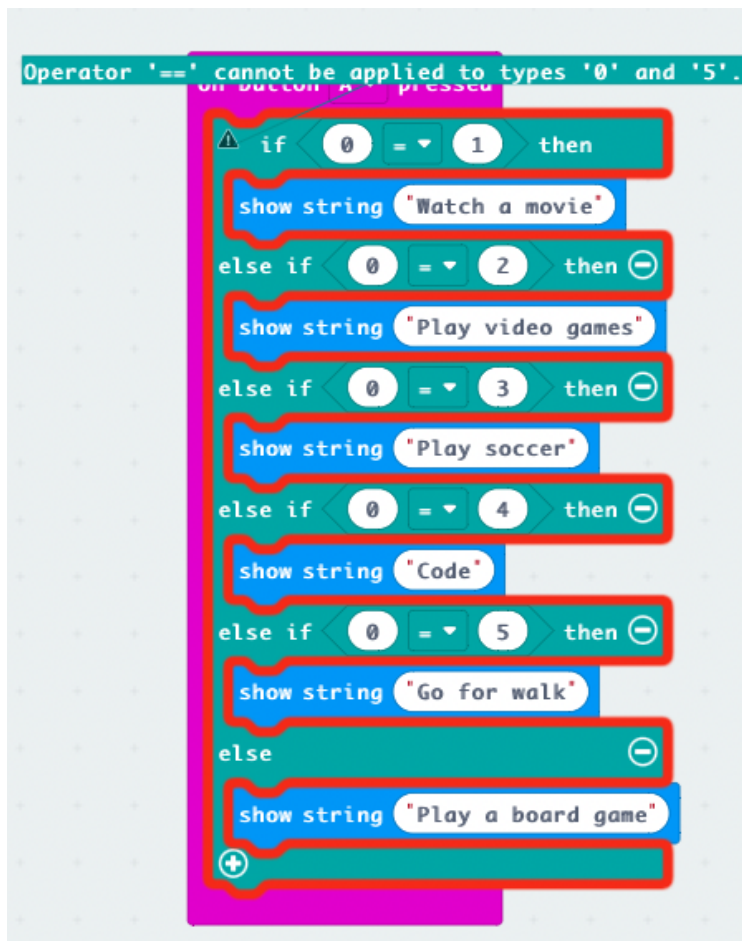 Operator '==' cannot be applied to types '0' and '5'.
on button A pressed
if 0 = 1 then
show string "Watch a movie"
else if 0 = 2 then
show string "Play video games"
else if 0 = 3 then
show string "Play soccer"
else if 0 = 4 then
show string "Code"
else if 0 = 5 then
show string "Go for walk"
else
show string "Play a board game"